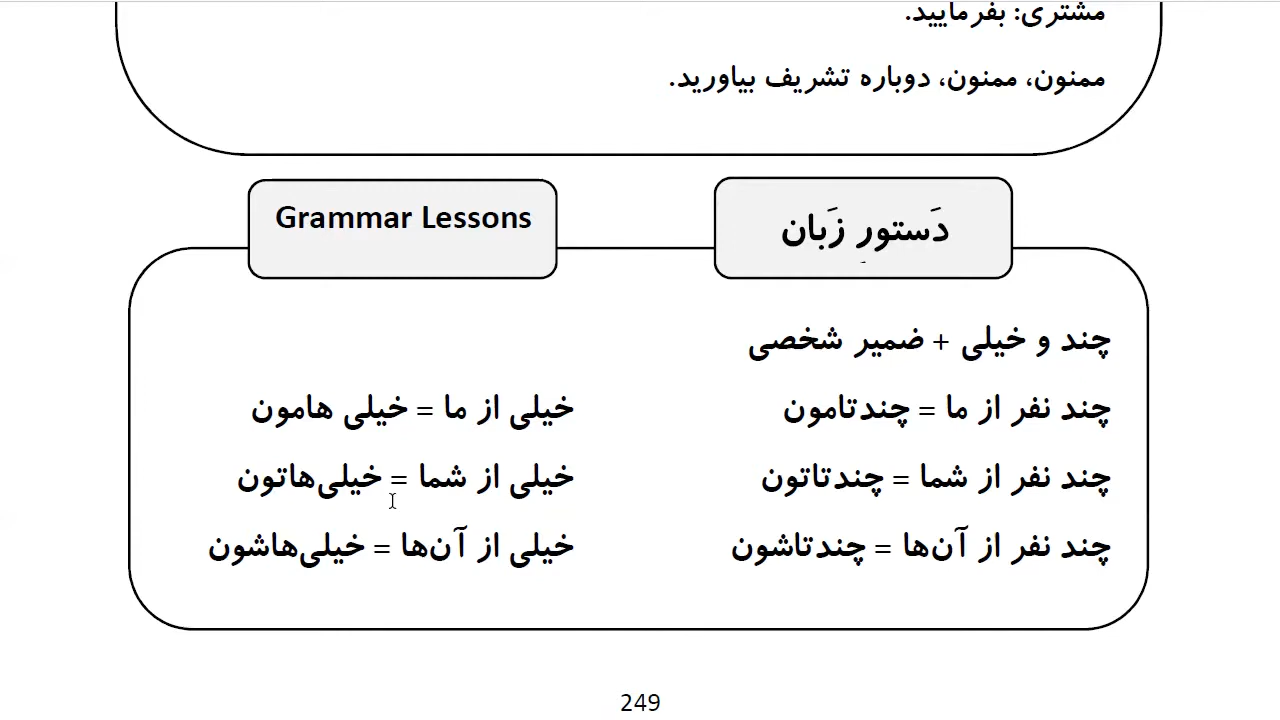 مشتری: بفرمایید.
ممنون، ممنون، دوباره تشریف بیاورید.
دَستورِ زَبان
Grammar Lessons
چند و خیلی + ضمیر شخصی
چند نفر از ما = چندتامون
خیلی از ما = خیلی هامون
چند نفر از شما = چندتاتون
خیلی از شما = خیلی‌هاتون
چند نفر از آن‌ها = چندتاشون
خیلی از آن‌ها = خیلی‌هاشون
249